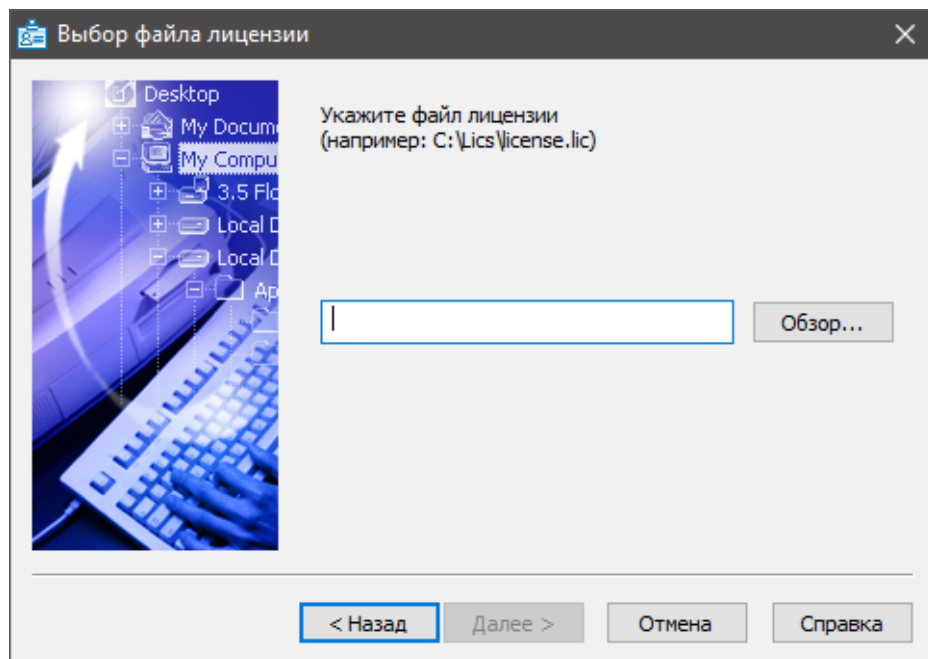 Выбор файла лицензии
Desktop
My Docum
My Compu
3.5 Flo
Local D
Local D
Ap
Укажите файл лицензии
(например: C:\Lics\license.lic)
Обзор...
< Назад
Далее >
Отмена
Справка